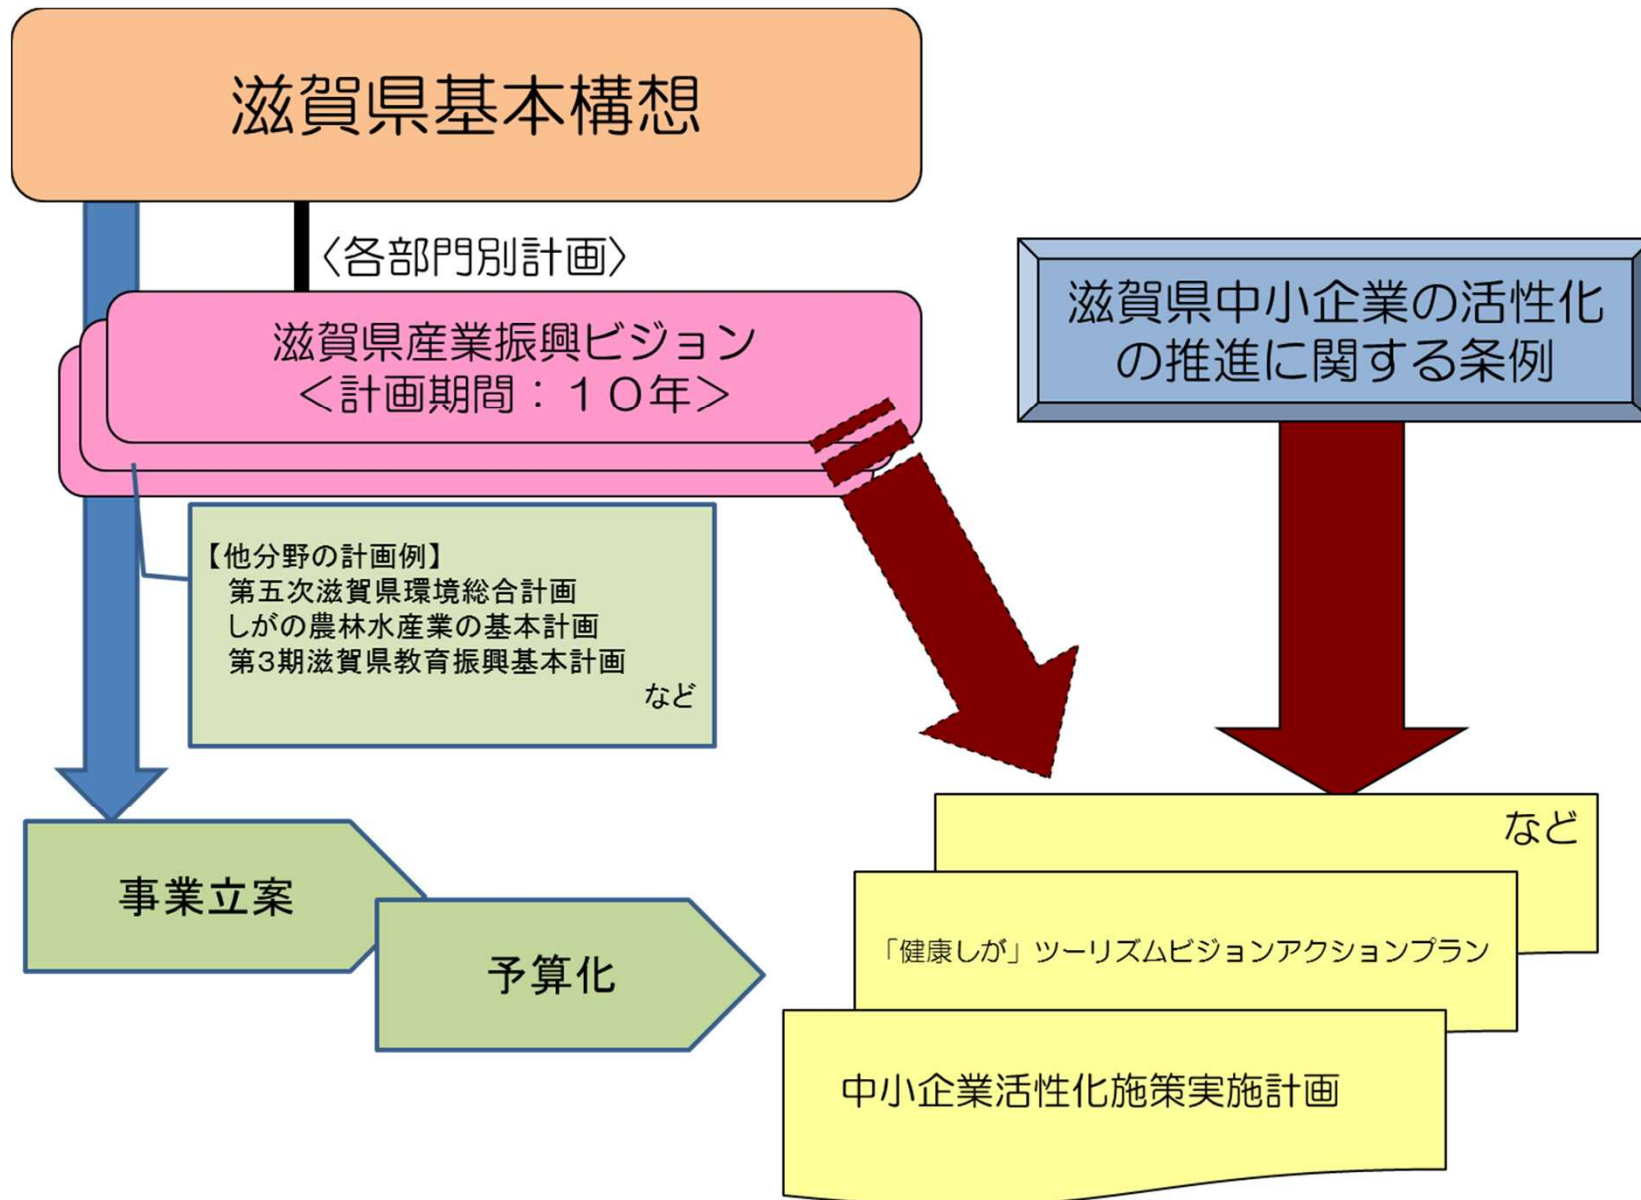 滋賀県基本構想
〈各部門別計画〉
滋賀県産業振興ビジョン
＜計画期間：１０年＞
滋賀県中小企業の活性化
の推進に関する条例
【他分野の計画例】
第五次滋賀県環境総合計画
しがの農林水産業の基本計画
第3期滋賀県教育振興基本計画
など
事業立案
予算化
など
「健康しが」ツーリズムビジョンアクションプラン
中小企業活性化施策実施計画